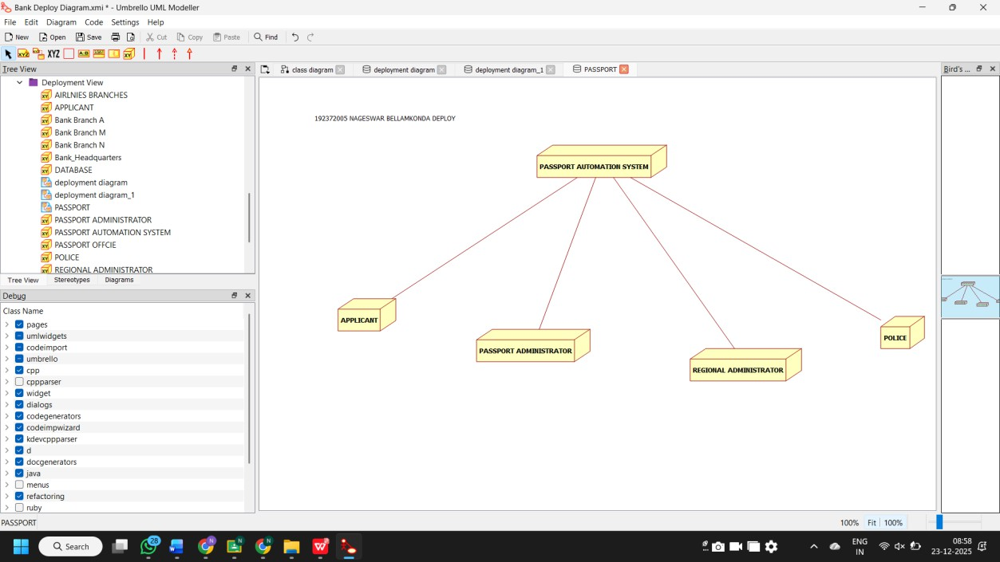 Bank Deploy Diagram.xmi * - Umbrello UML Modeller
File Edit Diagram Code Settings Help
New Open Save Cut Copy Paste Find
XYZ XYZ A:B XY
Tree View
class diagram deployment diagram deployment diagram_1 PASSPORT
Bird's ...
Deployment View
AIRLNIES BRANCHES
APPLICANT
Bank Branch A
Bank Branch M
Bank Branch N
Bank_Headquarters
DATABASE
deployment diagram
deployment diagram_1
PASSPORT
PASSPORT ADMINISTRATOR
PASSPORT AUTOMATION SYSTEM
PASSPORT OFFCIE
POLICE
REGIONAL ADMINISTRATOR
Tree View Stereotypes Diagrams
Debug
Class Name
pages
umlwidgets
codeimport
umbrello
cpp
cppparser
widget
dialogs
codegenerators
codeimpwizard
kdevcppparser
d
docgenerators
java
menus
refactoring
ruby
192372005 NAGESWAR BELLAMKONDA DEPLOY
PASSPORT AUTOMATION SYSTEM
APPLICANT
PASSPORT ADMINISTRATOR
REGIONAL ADMINISTRATOR
POLICE
PASSPORT
100% Fit 100%
Search
28
N N N
ENG
IN
08:58
23-12-2025